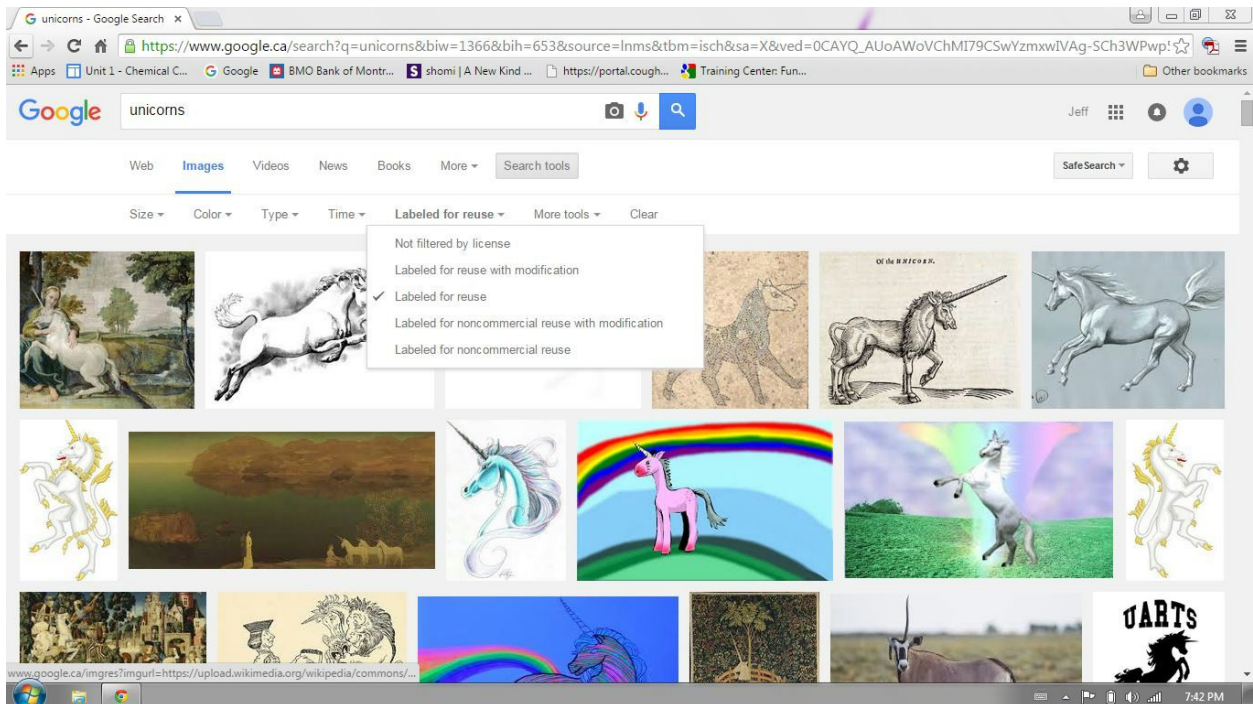 unicorns - Google Search
https://www.google.ca/search?q=unicorns&biw=1366&bih=653&source=lnms&tbm=isch&sa=X&ved=0CAYQ_AUoAWoVChMI79CSwYzmxwIVAg-SCh3WPwp!
Apps Unit 1 - Chemical C... Google BMO Bank of Montr... shomi | A New Kind ... https://portal.cough... Training Center: Fun... Other bookmarks
Google unicorns Jeff
Web Images Videos News Books More Search tools SafeSearch
Size Color Type Time Labeled for reuse More tools Clear
Not filtered by license
Labeled for reuse with modification
Labeled for reuse
Labeled for noncommercial reuse with modification
Labeled for noncommercial reuse
Of the UNICORN.
UARTS
www.google.ca/imgres?imgurl=https://upload.wikimedia.org/wikipedia/commons/...
7:42 PM